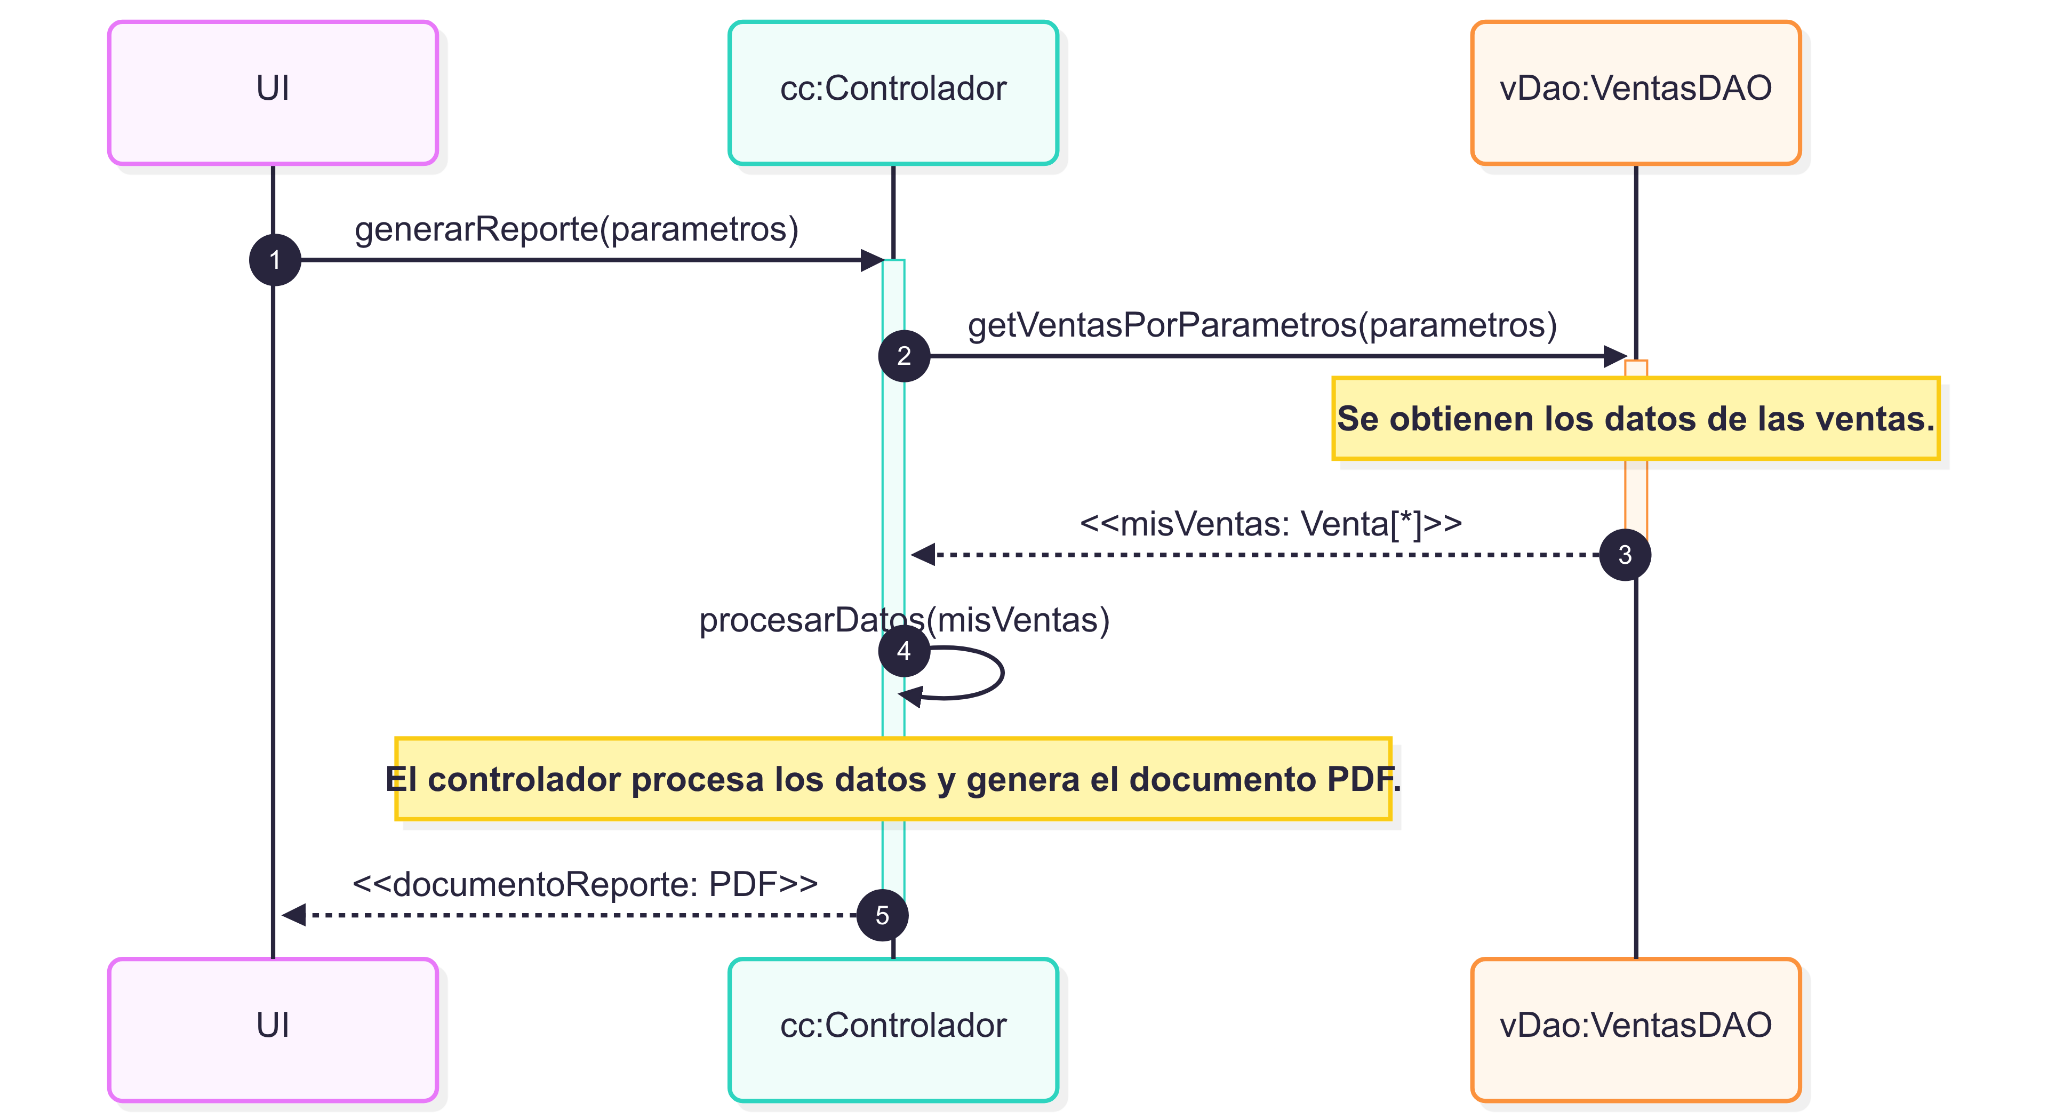 UI
cc:Controlador
vDao:VentasDAO
generarReporte(parametros)
1
getVentasPorParametros(parametros)
2
Se obtienen los datos de las ventas.
<<misVentas: Venta[*]>>
3
procesarDatos(misVentas)
4
El controlador procesa los datos y genera el documento PDF.
<<documentoReporte: PDF>>
5
UI
cc:Controlador
vDao:VentasDAO